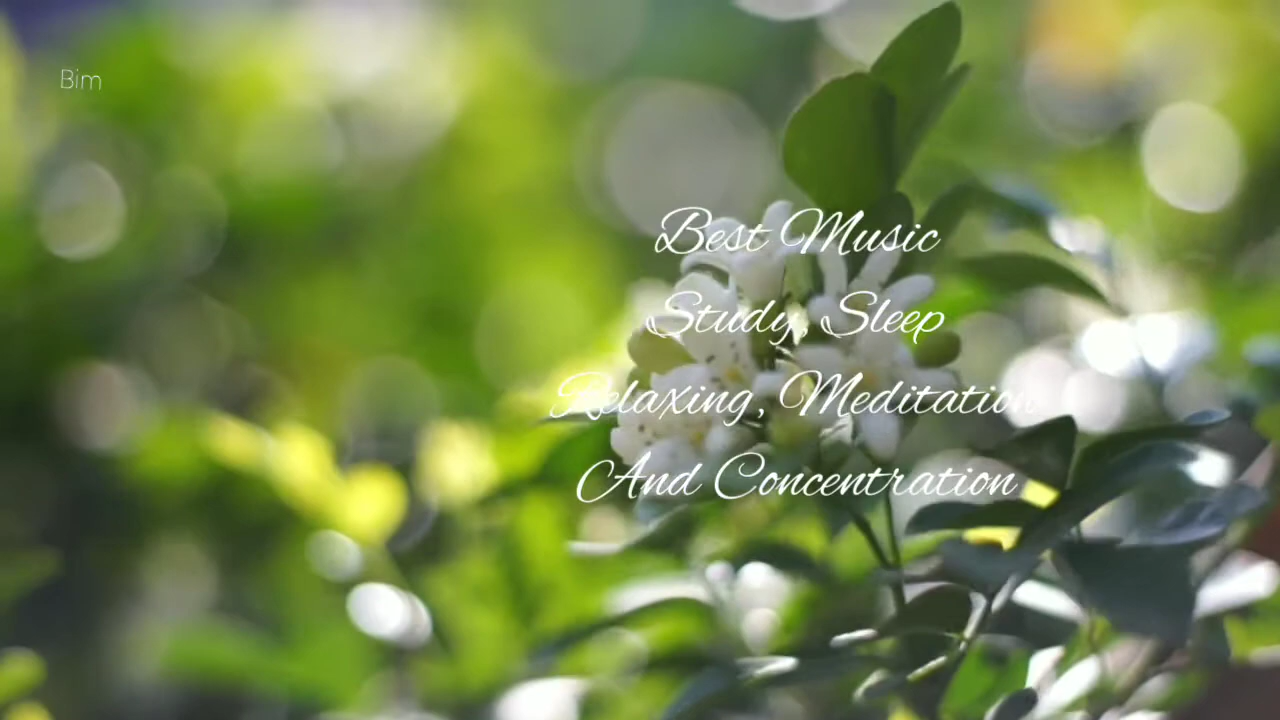 Bim
Best Music
Study, Sleep
Relaxing, Meditation
And Concentration